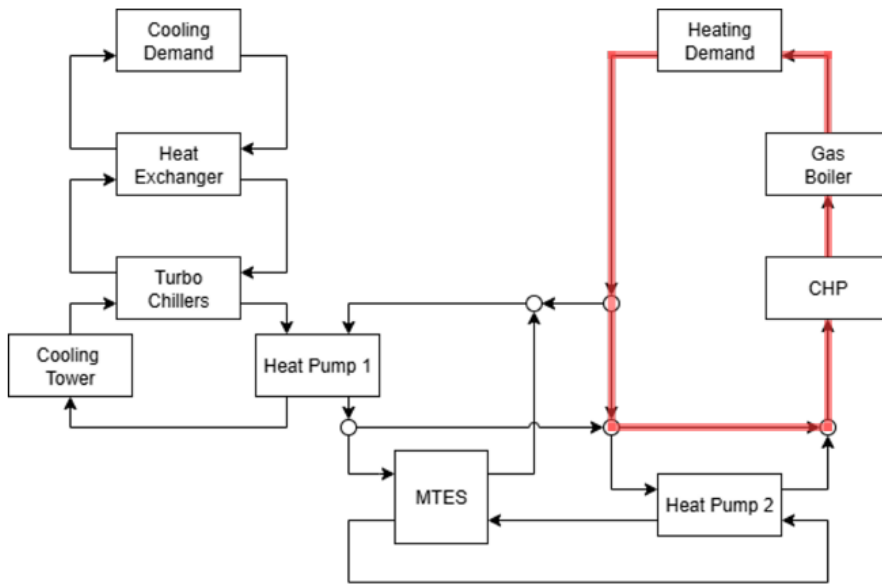 Cooling
Demand
Heating
Demand
Heat
Exchanger
Gas
Boiler
Turbo
Chillers
CHP
Cooling
Tower
Heat Pump 1
MTES
Heat Pump 2